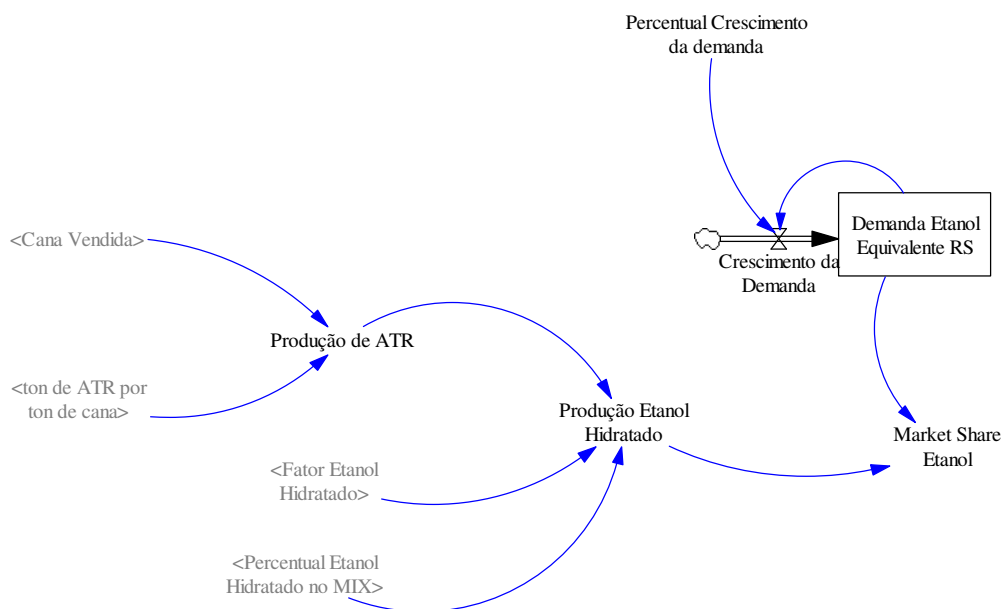 Percentual Crescimento
da demanda
<Cana Vendida>
Demanda Etanol
Equivalente RS
Crescimento da
Demanda
Produção de ATR
<ton de ATR por
ton de cana>
Produção Etanol
Hidratado
Market Share
Etanol
<Fator Etanol
Hidratado>
<Percentual Etanol
Hidratado no MIX>